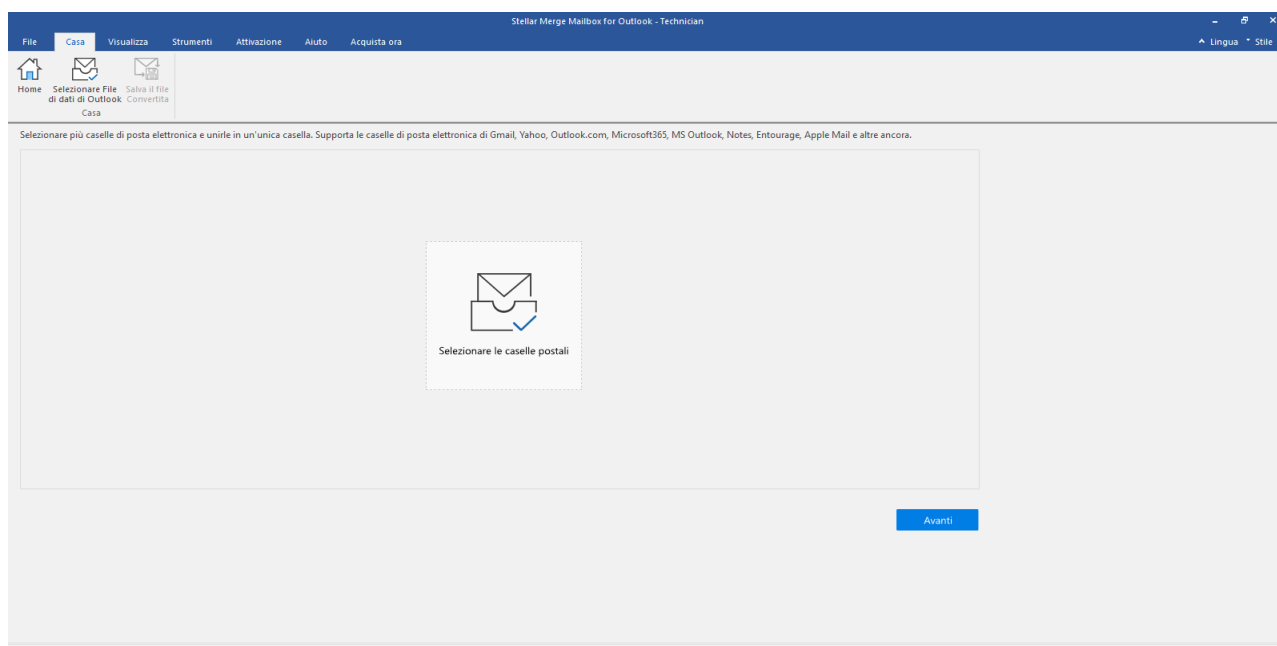 Stellar Merge Mailbox for Outlook - Technician
File Casa Visualizza Strumenti Attivazione Aiuto Acquista ora Lingua Stile
Home Selezionare File di dati di Outlook Salva il file Convertita
Casa
Selezionare più caselle di posta elettronica e unirle in un'unica casella. Supporta le caselle di posta elettronica di Gmail, Yahoo, Outlook.com, Microsoft365, MS Outlook, Notes, Entourage, Apple Mail e altre ancora.
Selezionare le caselle postali
Avanti